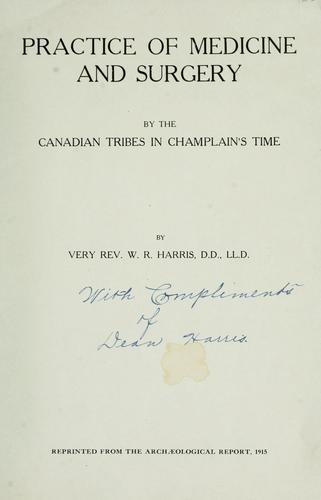 PRACTICE OF MEDICINE
AND SURGERY
BY THE
CANADIAN TRIBES IN CHAMPLAIN'S TIME
BY
VERY REV. W. R. HARRIS, D.D., LL.D.
With Compliments
of
Dean Harris.
REPRINTED FROM THE ARCHÆOLOGICAL REPORT, 1915